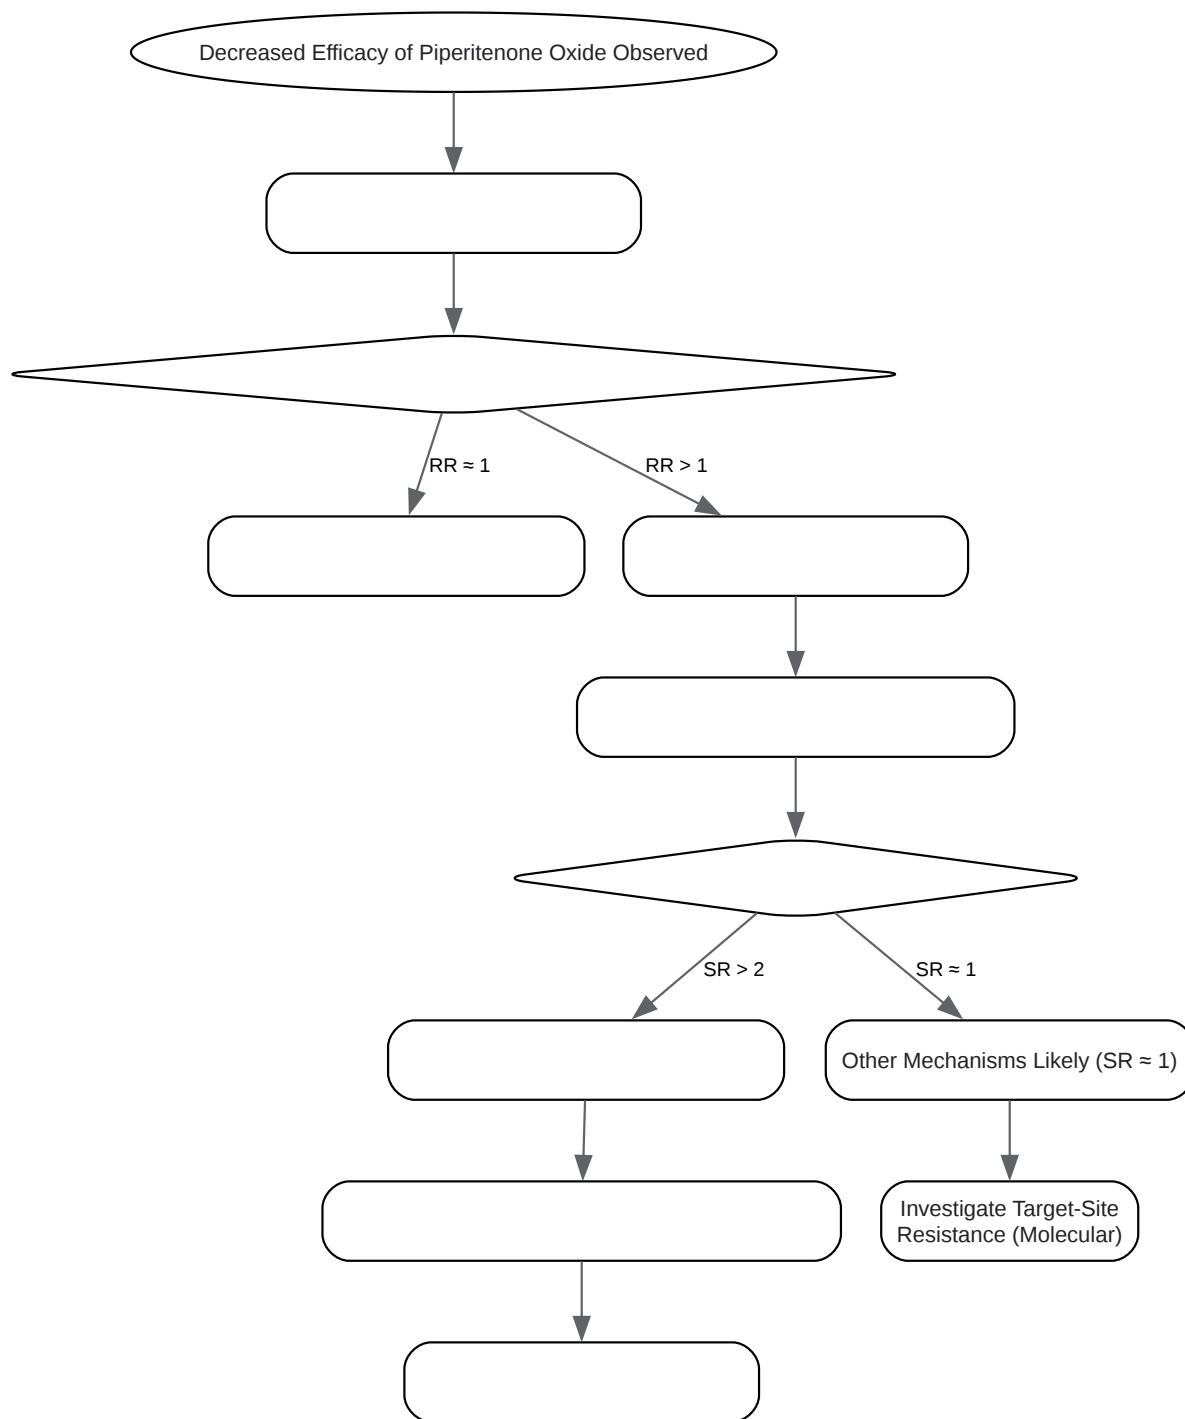 Decreased Efficacy of Piperitenone Oxide Observed
RR ≈ 1
RR > 1
SR > 2
SR ≈ 1
Other Mechanisms Likely (SR ≈ 1)
Investigate Target-Site
Resistance (Molecular)